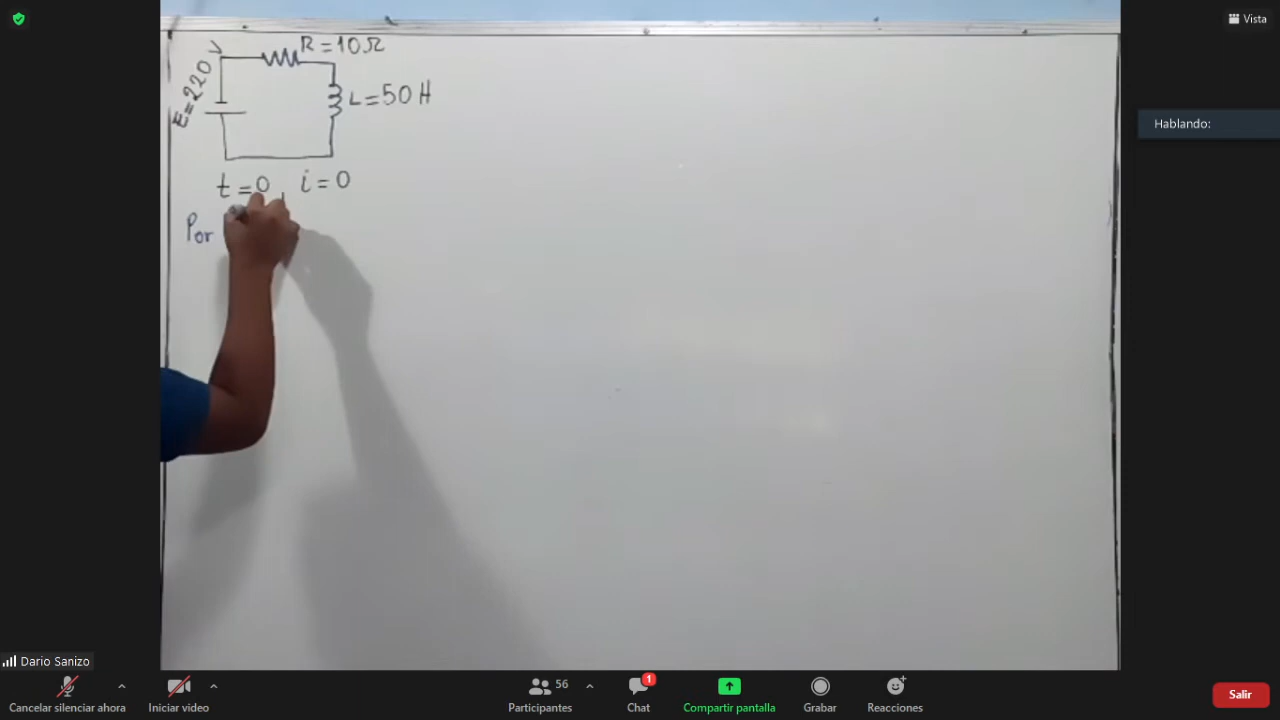 Vista
R = 10Ω
E = 220
L = 50 H
Hablando:
t = 0 i = 0
Por
Dario Sanizo
56
1
Cancelar silenciar ahora
Iniciar video
Participantes
Chat
Compartir pantalla
Grabar
Reacciones
Salir